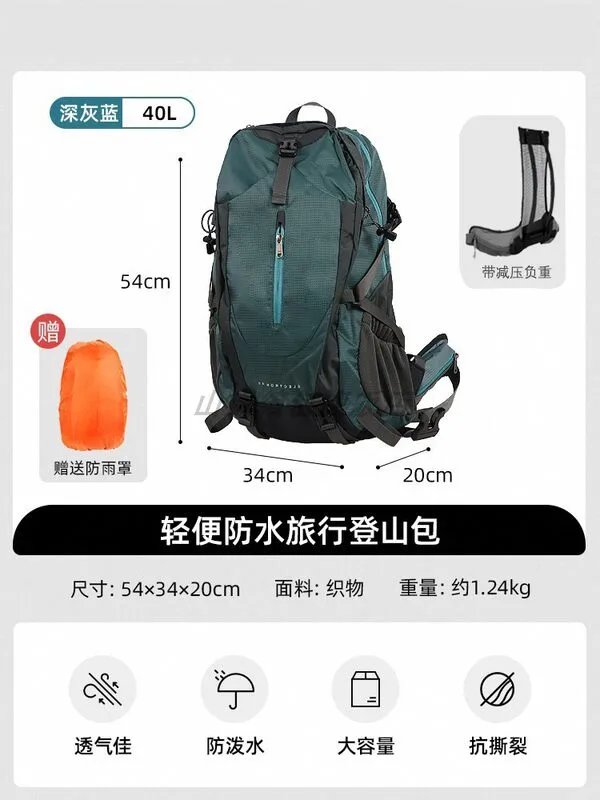 深灰蓝 40L
54cm
带减压负重
赠
赠送防雨罩
34cm
20cm
轻便防水旅行登山包
尺寸: 54×34×20cm 面料: 织物 重量: 约1.24kg
透气佳
防泼水
大容量
抗撕裂